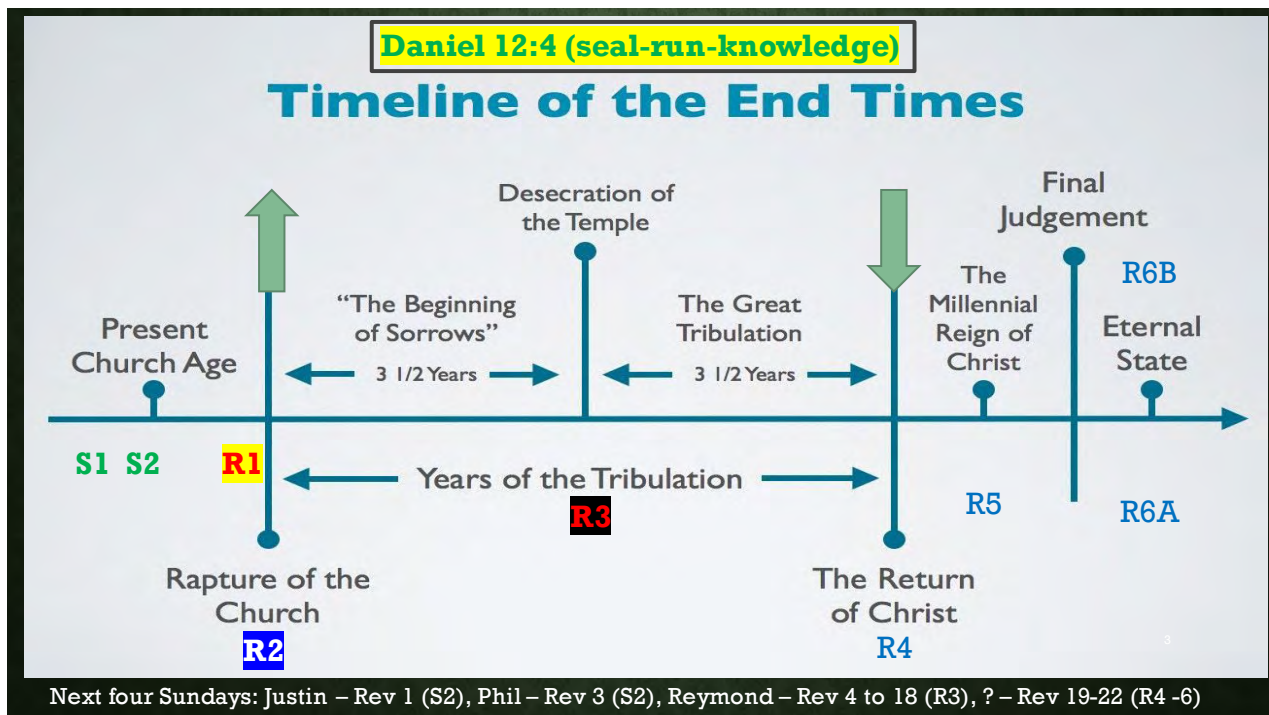 Daniel 12:4 (seal-run-knowledge)
Timeline of the End Times
Desecration of
the Temple
Final
Judgement
R6B
"The Beginning
of Sorrows"
3 1/2 Years
The Great
Tribulation
3 1/2 Years
The
Millennial
Reign of
Christ
Present
Church Age
Eternal
State
S1 S2
R1
Years of the Tribulation
R3
R5
R6A
Rapture of the
Church
R2
The Return
of Christ
R4
3
Next four Sundays: Justin – Rev 1 (S2), Phil – Rev 3 (S2), Reymond – Rev 4 to 18 (R3), ? – Rev 19-22 (R4 -6)